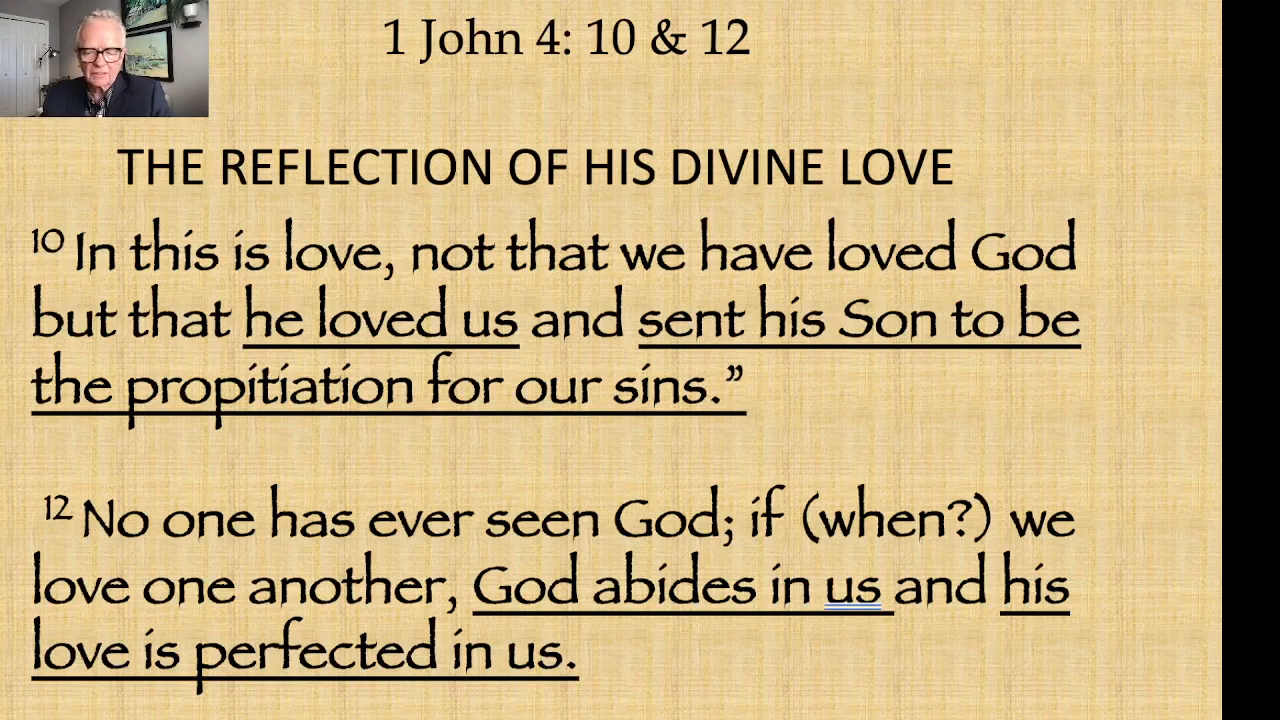 1 John 4: 10 & 12
THE REFLECTION OF HIS DIVINE LOVE
10 In this is love, not that we have loved God
but that he loved us and sent his Son to be
the propitiation for our sins.”
12 No one has ever seen God; if (when?) we
love one another, God abides in us and his
love is perfected in us.